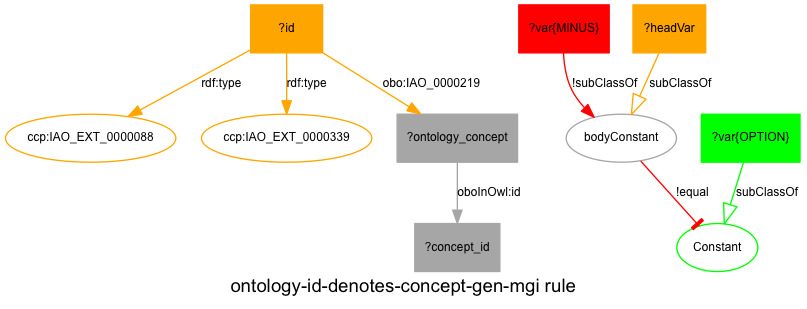 ?id
?var{MINUS}
?headVar
rdf:type
rdf:type
obo:IAO_0000219
!subClassOf
subClassOf
ccp:IAO_EXT_0000088
ccp:IAO_EXT_0000339
?ontology_concept
bodyConstant
?var{OPTION}
oboInOwl:id
!equal
subClassOf
?concept_id
Constant
ontology-id-denotes-concept-gen-mgi rule